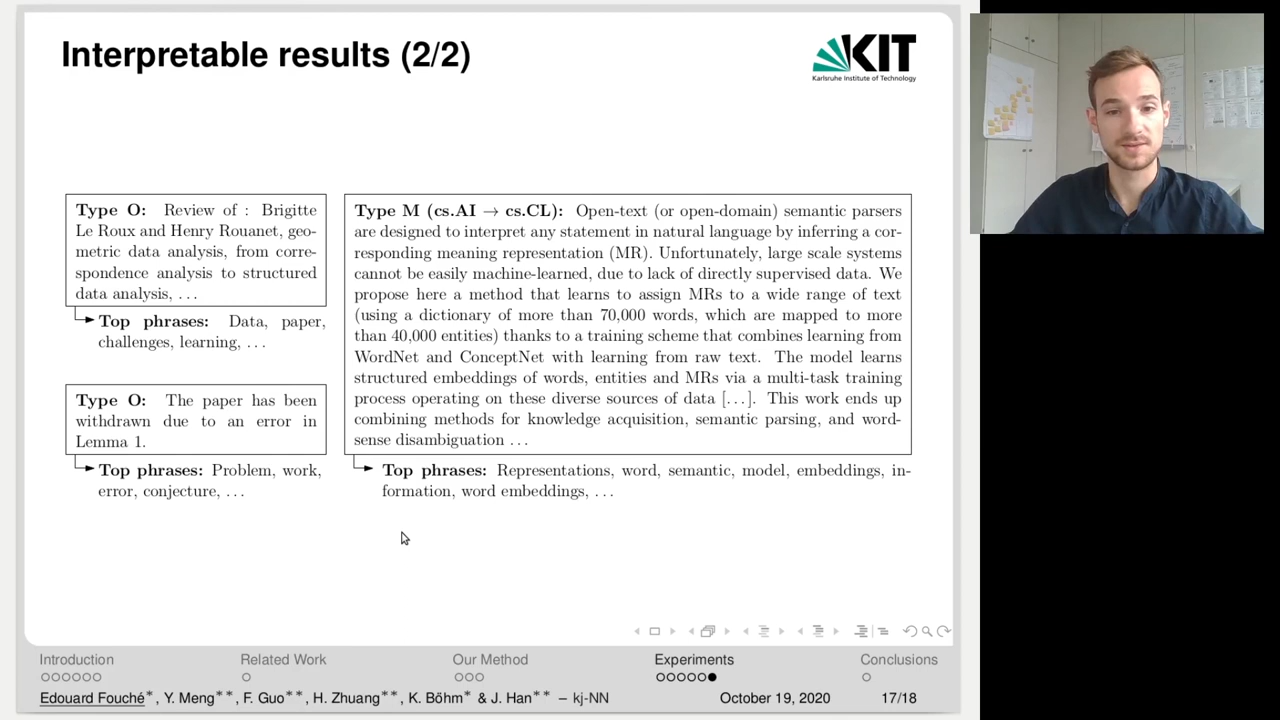 Interpretable results (2/2)
KIT
Karlsruhe Institute of Technology
Type O: Review of : Brigitte
Le Roux and Henry Rouanet, geo-
metric data analysis, from corre-
spondence analysis to structured
data analysis, ...
Top phrases: Data, paper,
challenges, learning, ...
Type O: The paper has been
withdrawn due to an error in
Lemma 1.
Top phrases: Problem, work,
error, conjecture, ...
Type M (cs.AI → cs.CL): Open-text (or open-domain) semantic parsers
are designed to interpret any statement in natural language by inferring a cor-
responding meaning representation (MR). Unfortunately, large scale systems
cannot be easily machine-learned, due to lack of directly supervised data. We
propose here a method that learns to assign MRs to a wide range of text
(using a dictionary of more than 70,000 words, which are mapped to more
than 40,000 entities) thanks to a training scheme that combines learning from
WordNet and ConceptNet with learning from raw text. The model learns
structured embeddings of words, entities and MRs via a multi-task training
process operating on these diverse sources of data [...]. This work ends up
combining methods for knowledge acquisition, semantic parsing, and word-
sense disambiguation ...
Top phrases: Representations, word, semantic, model, embeddings, in-
formation, word embeddings, ...
Introduction
Related Work
Our Method
Experiments
Conclusions
Edouard Fouché*, Y. Meng**, F. Guo**, H. Zhuang**, K. Böhm* & J. Han** – kj-NN
October 19, 2020
17/18